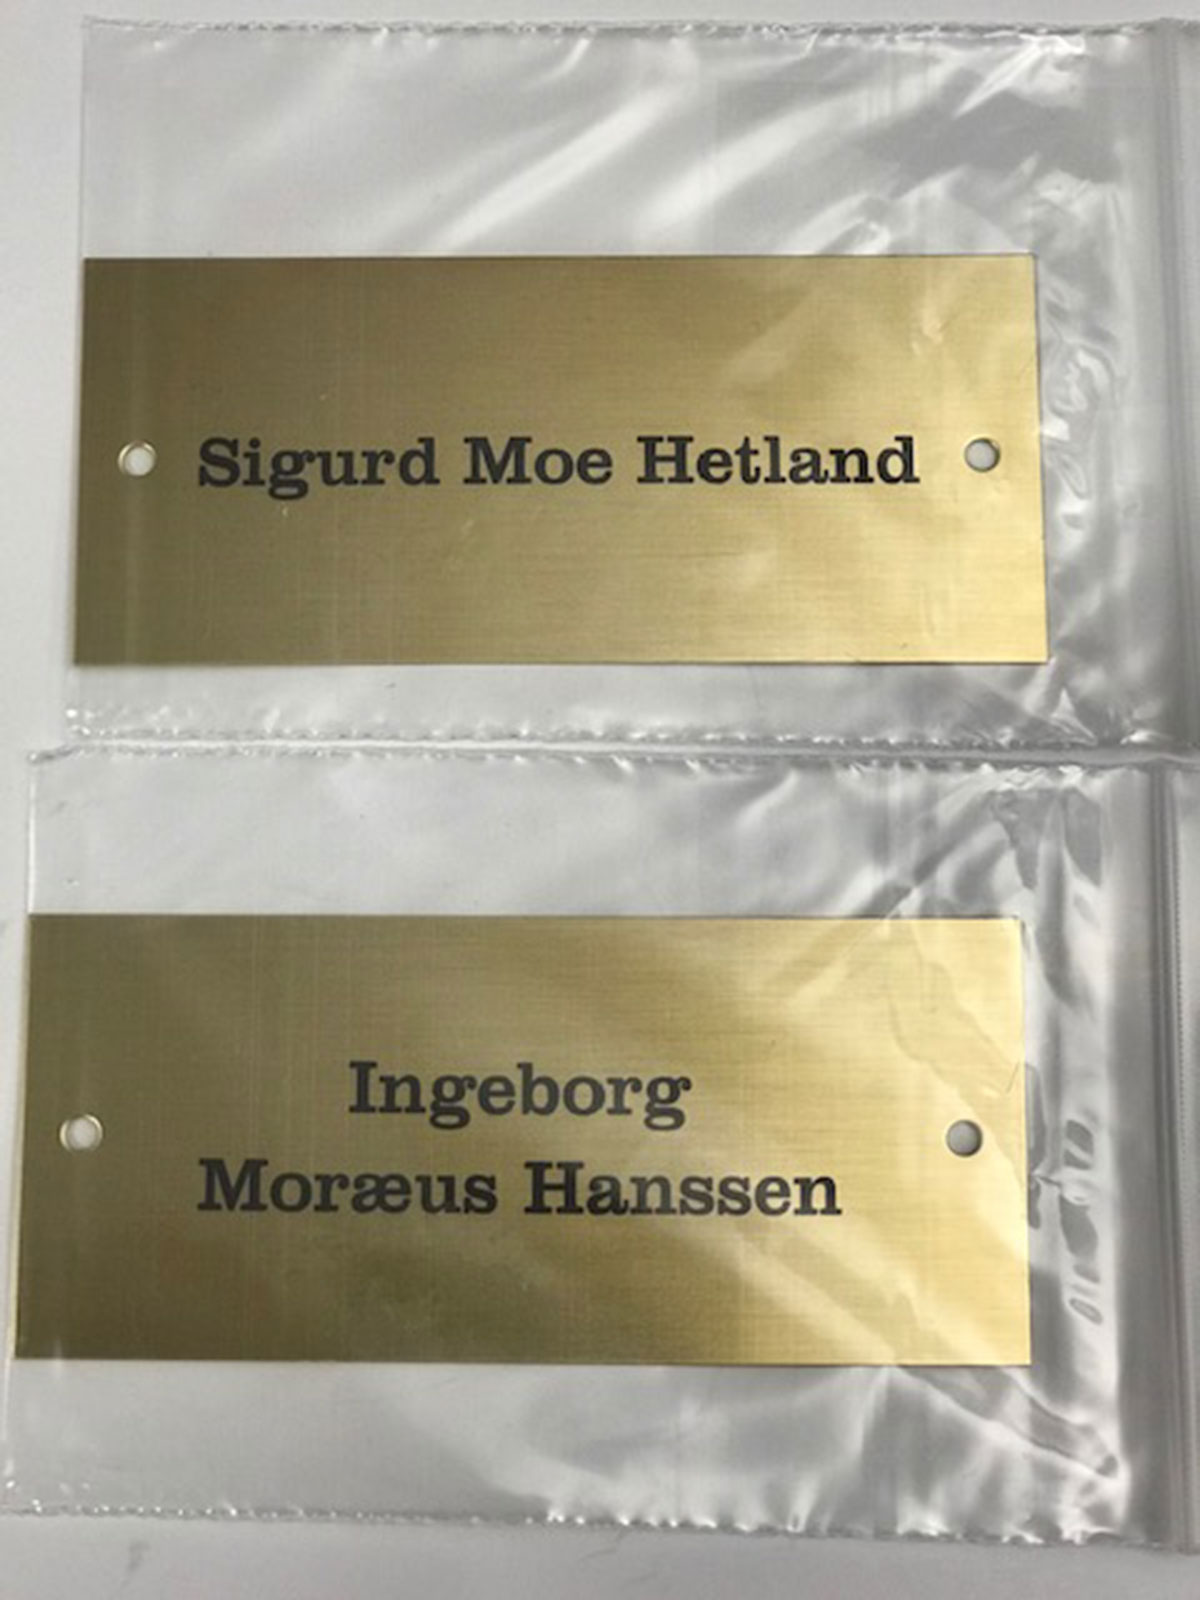 Sigurd Moe Hetland
Ingeborg
Moræus Hanssen